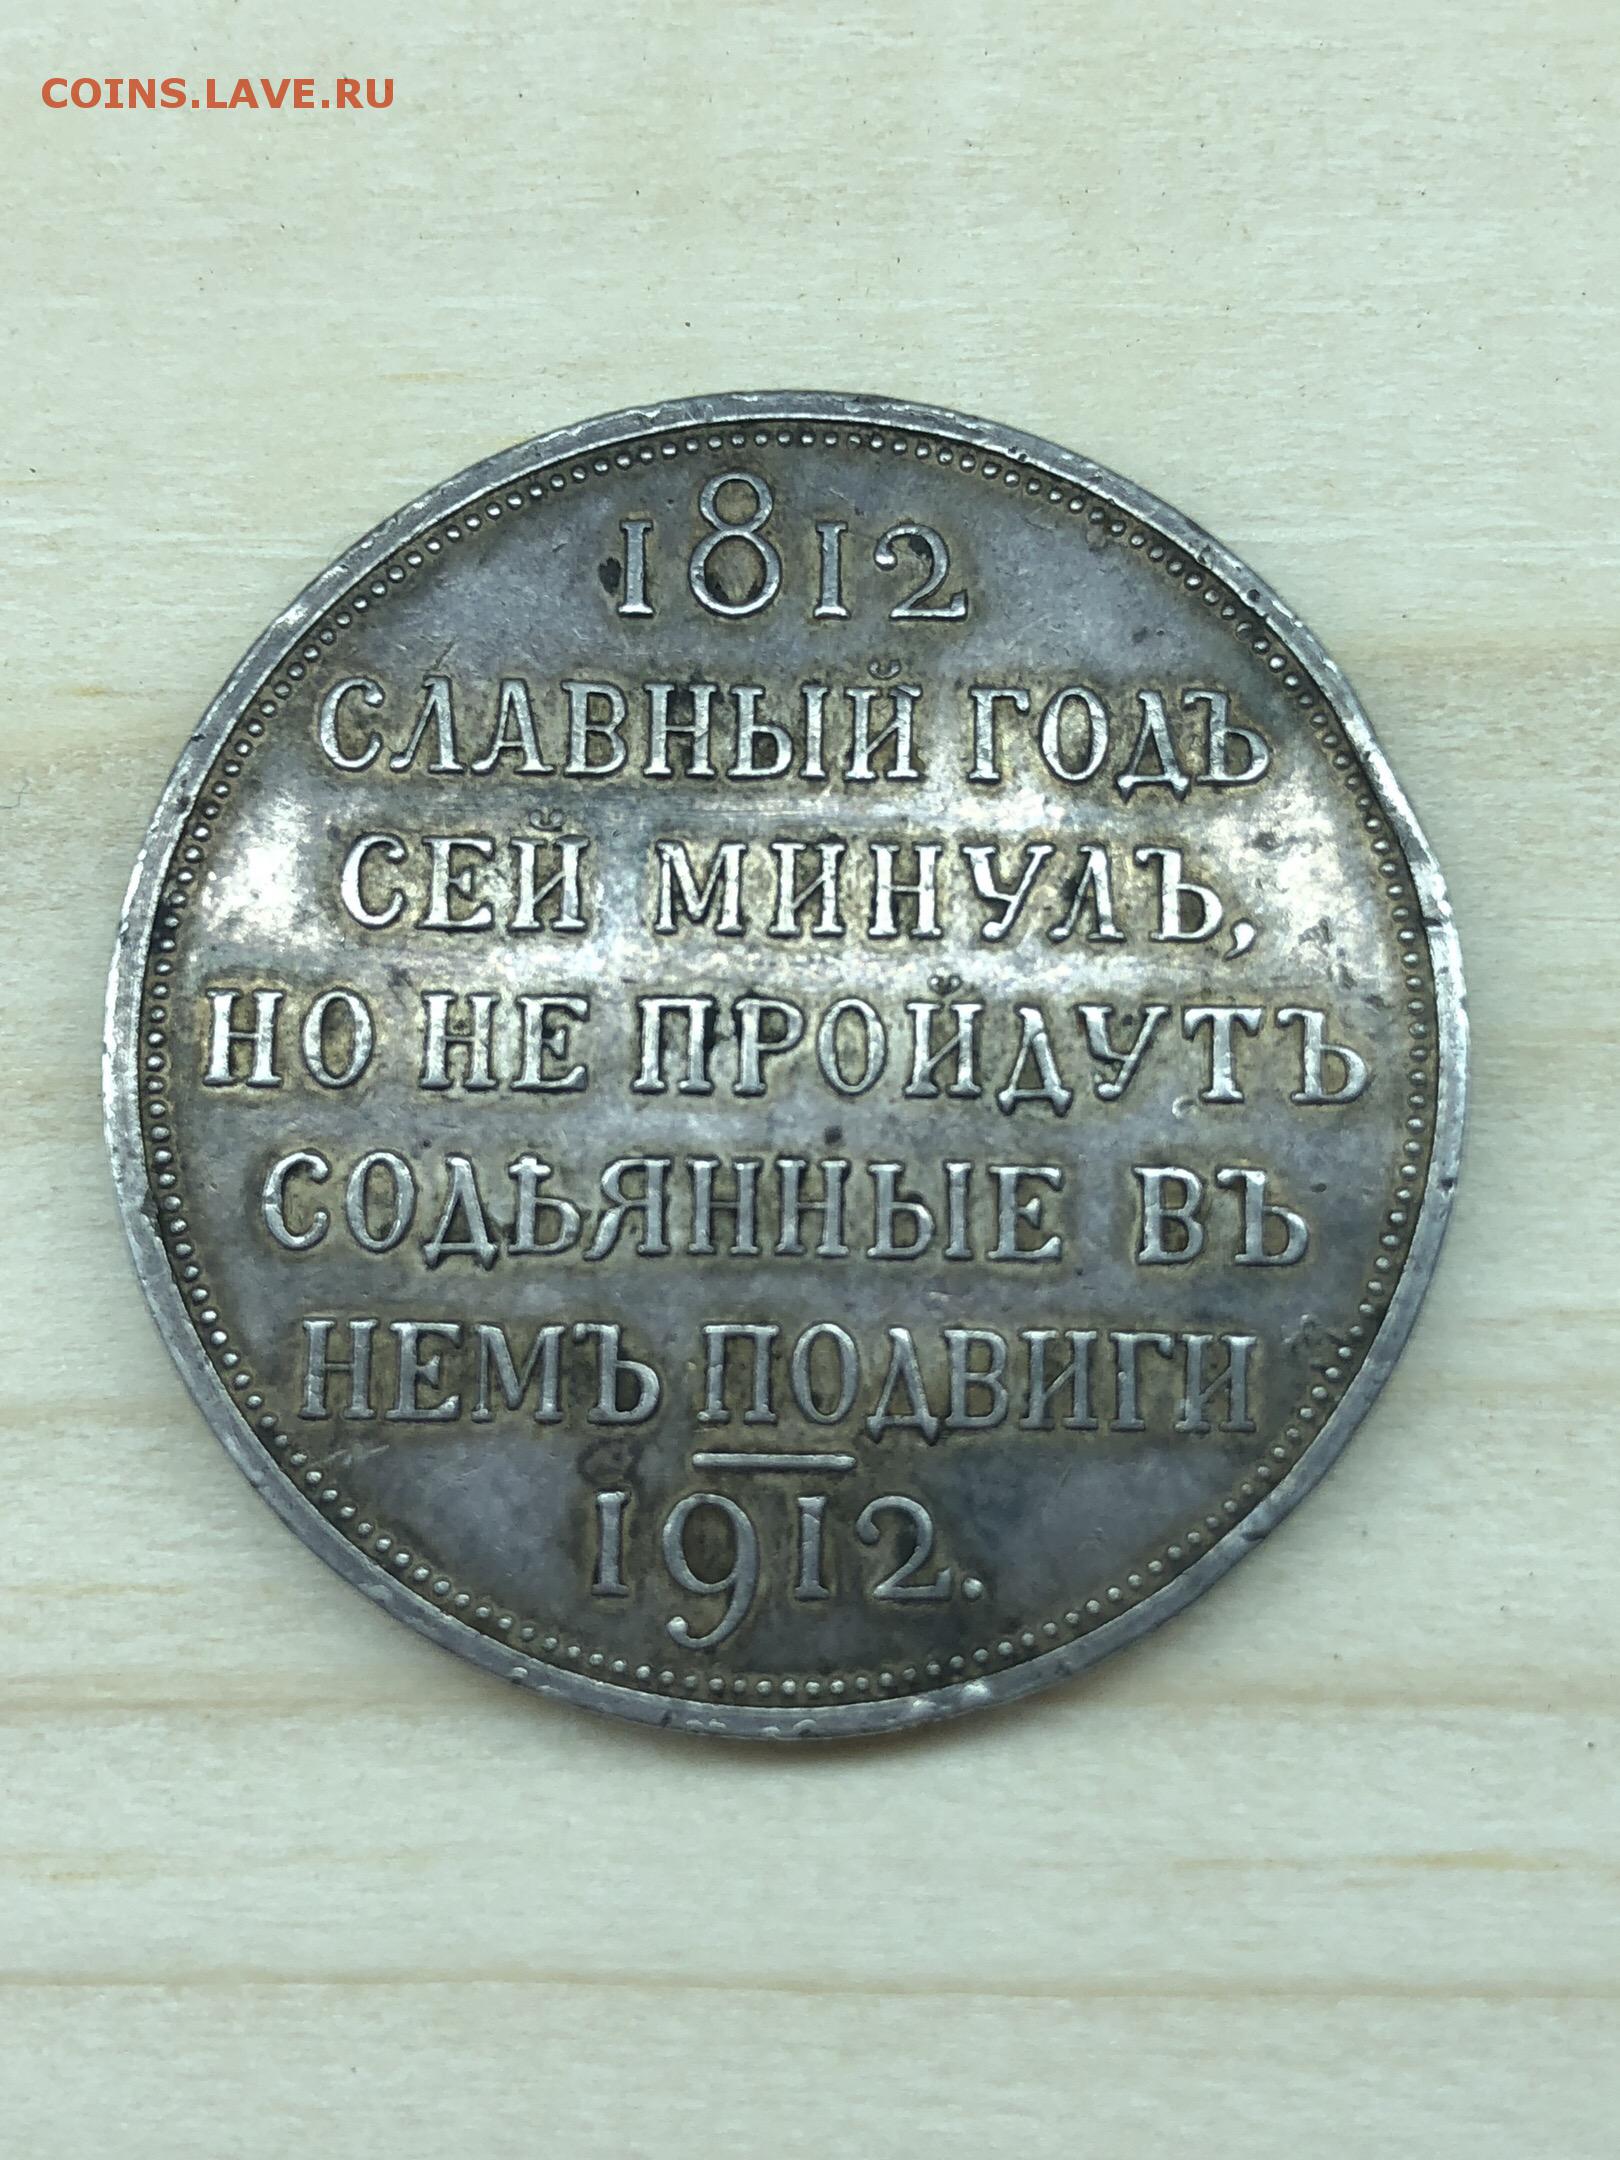 COINS.LAVE.RU
1812
СЛАВНЫЙ ГОДЪ
СЕЙ МИНУЛЪ,
НО НЕ ПРОЙДУТЪ
СОДѢЯННЫЕ ВЪ
НЕМЪ ПОДВИГИ
1912.